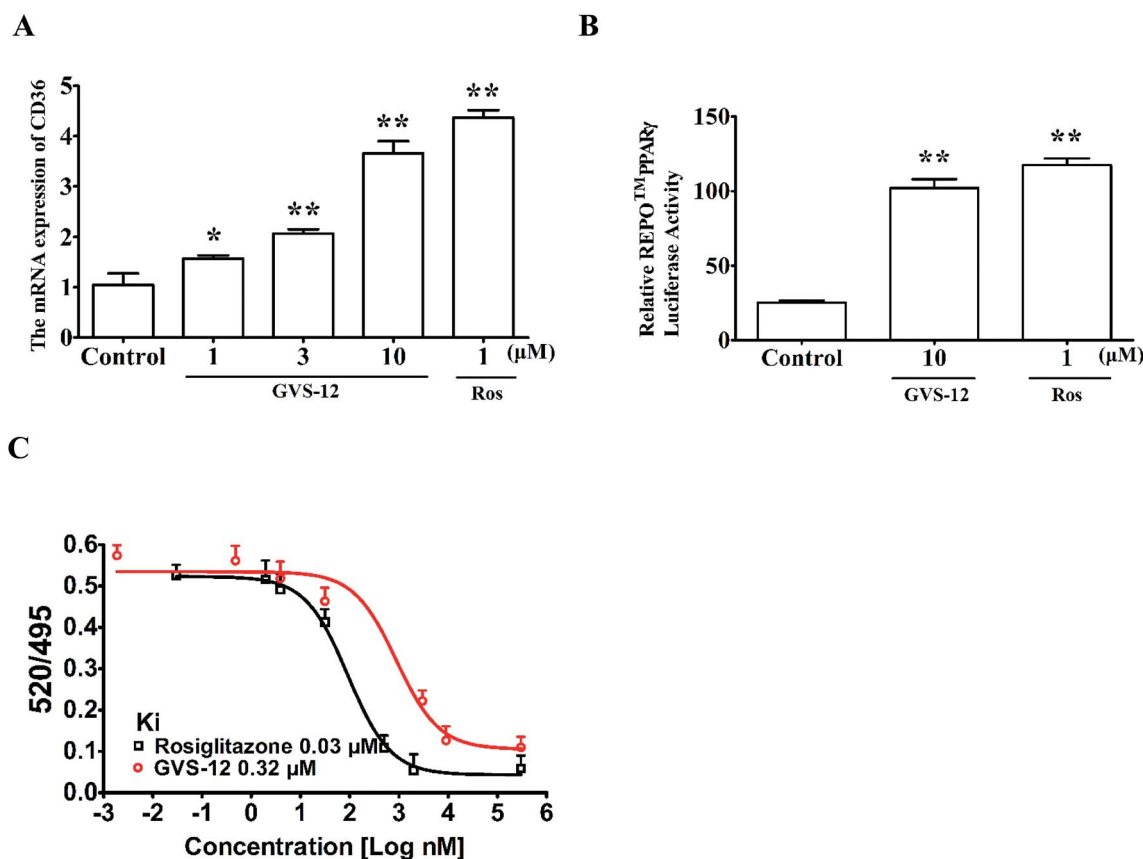 A
The mRNA expression of CD36
5
4
3
2
1
0
*
**
**
**
Control 1 3 10 1 (µM)
GVS-12 Ros
B
Relative REPO™PPARγ
Luciferase Activity
150
100
50
0
**
**
Control 10 1 (µM)
GVS-12 Ros
C
520/495
0.6
0.5
0.4
0.3
0.2
0.1
0.0
Ki
Rosiglitazone 0.03 µM
GVS-12 0.32 µM
-3 -2 -1 0 1 2 3 4 5 6
Concentration [Log nM]